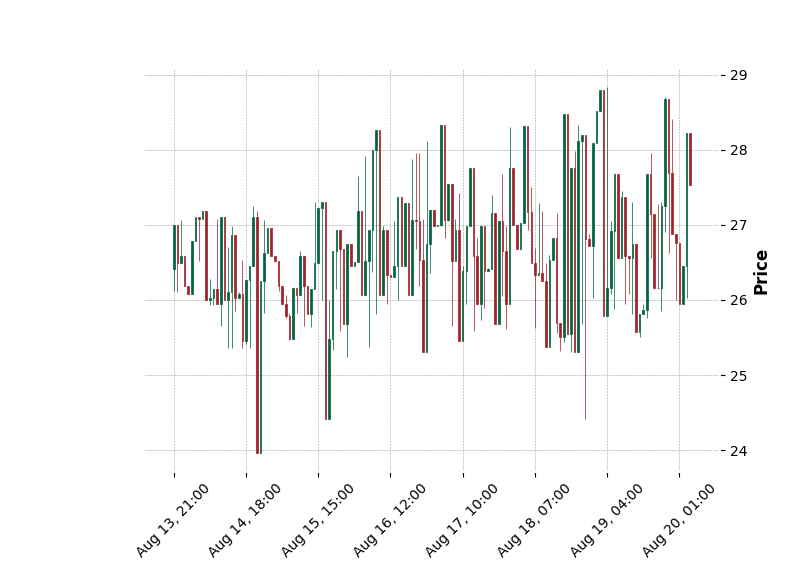 29
28
27
26
25
24
Price
Aug 13, 21:00
Aug 14, 18:00
Aug 15, 15:00
Aug 16, 12:00
Aug 17, 10:00
Aug 18, 07:00
Aug 19, 04:00
Aug 20, 01:00